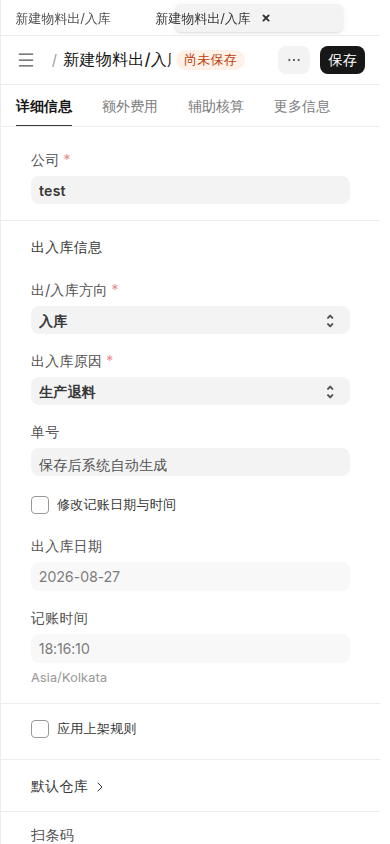 新建物料出/入库 新建物料出/入库 ×
/ 新建物料出/入 尚未保存 ... 保存
详细信息 额外费用 辅助核算 更多信息
公司 *
test
出入库信息
出/入库方向 *
入库
出入库原因 *
生产退料
单号
保存后系统自动生成
修改记账日期与时间
出入库日期
2026-08-27
记账时间
18:16:10
Asia/Kolkata
应用上架规则
默认仓库 >
扫条码